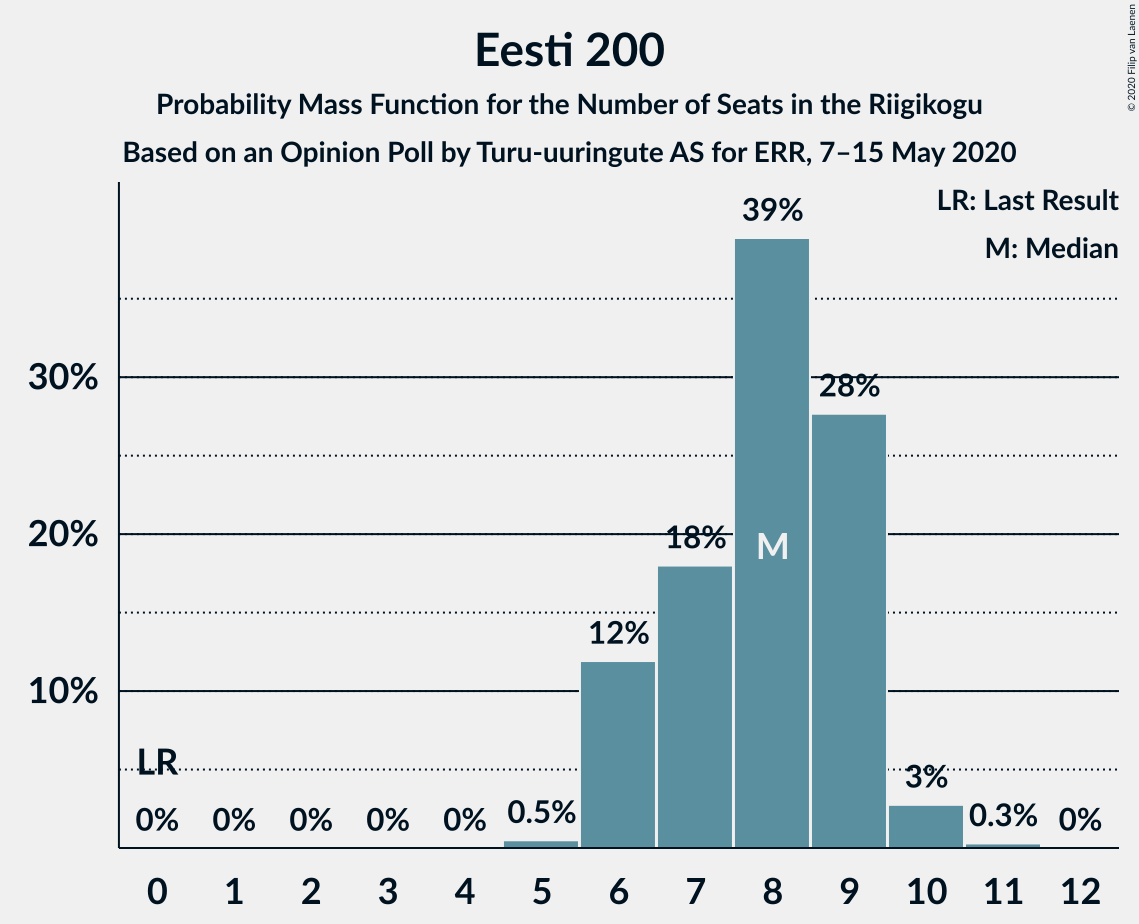 Eesti 200
Probability Mass Function for the Number of Seats in the Riigikogu
Based on an Opinion Poll by Turu-uuringute AS for ERR, 7–15 May 2020
© 2020 Filip van Laenen
LR: Last Result
M: Median
39%
30%
28%
20%
18%
M
12%
10%
LR
3%
0%
0%
0%
0%
0%
0.5%
0.3%
0%
0 1 2 3 4 5 6 7 8 9 10 11 12